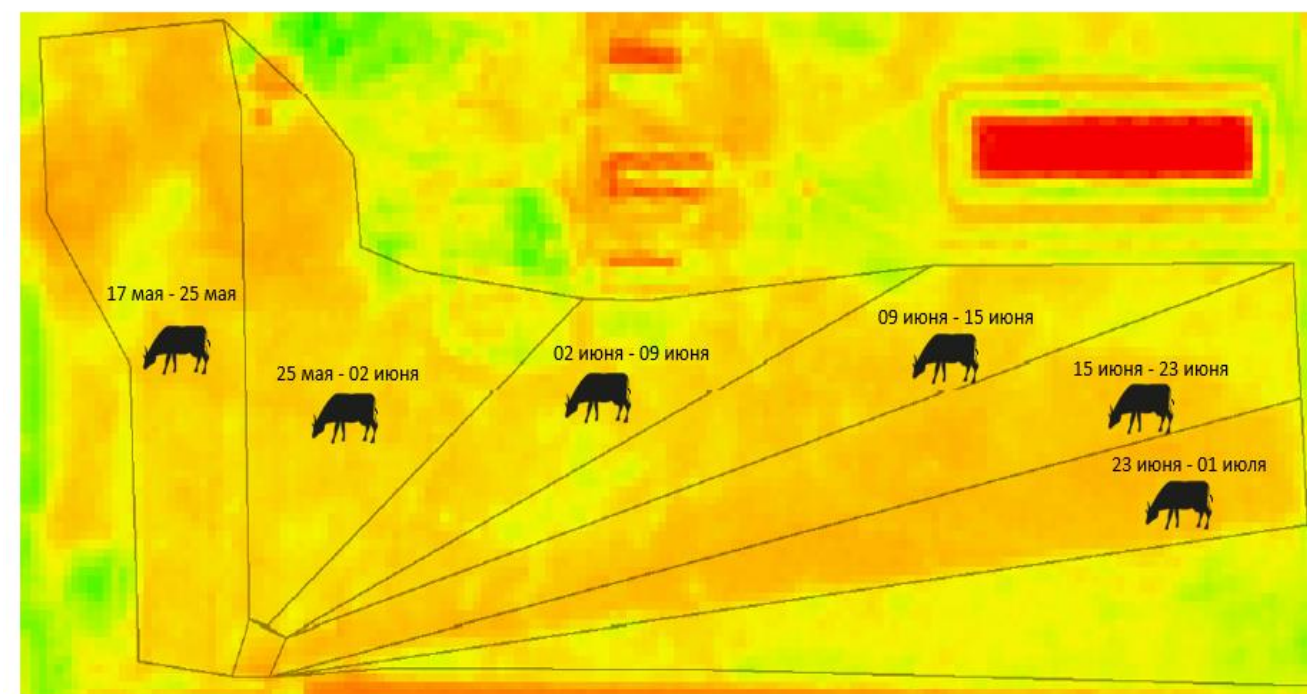 17 мая - 25 мая
25 мая - 02 июня
02 июня - 09 июня
09 июня - 15 июня
15 июня - 23 июня
23 июня - 01 июля